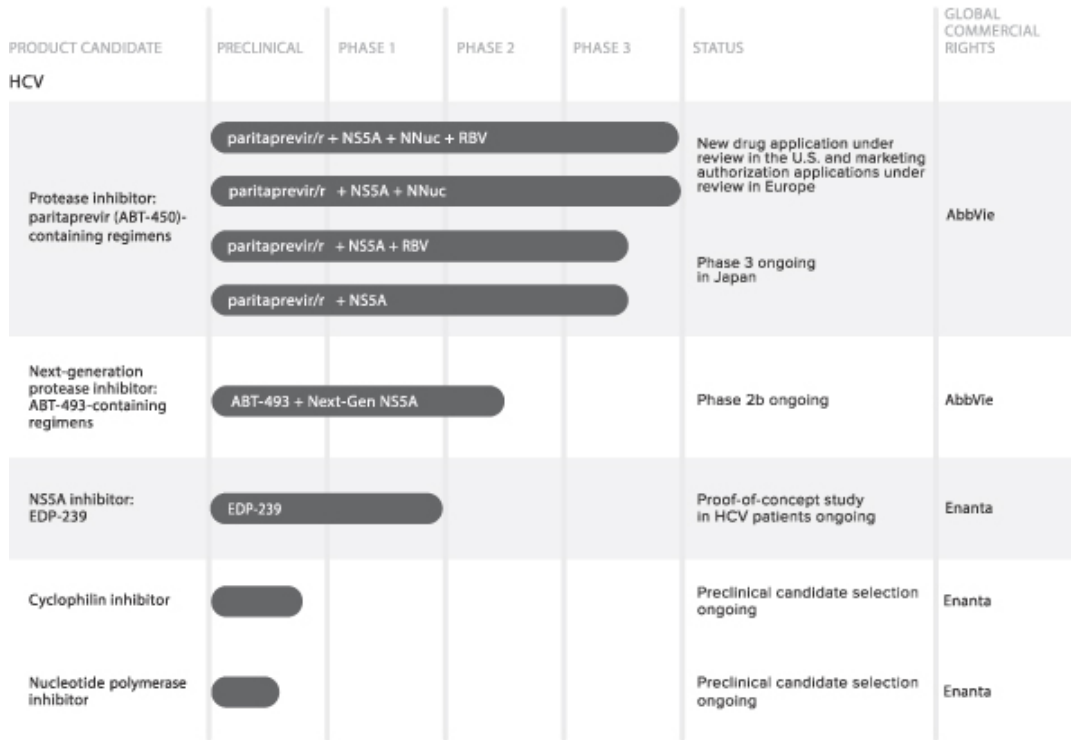 PRODUCT CANDIDATE
PRECLINICAL
PHASE 1
PHASE 2
PHASE 3
STATUS
GLOBAL
COMMERCIAL
RIGHTS
HCV
Protease inhibitor:
paritaprevir (ABT-450)-
containing regimens
paritaprevir/r + NS5A + NNuc + RBV
paritaprevir/r + NS5A + NNuc
paritaprevir/r + NS5A + RBV
paritaprevir/r + NS5A
New drug application under
review in the U.S. and marketing
authorization applications under
review in Europe
Phase 3 ongoing
in Japan
AbbVie
Next-generation
protease inhibitor:
ABT-493-containing
regimens
ABT-493 + Next-Gen NS5A
Phase 2b ongoing
AbbVie
NS5A inhibitor:
EDP-239
EDP-239
Proof-of-concept study
in HCV patients ongoing
Enanta
Cyclophilin inhibitor
Preclinical candidate selection
ongoing
Enanta
Nucleotide polymerase
inhibitor
Preclinical candidate selection
ongoing
Enanta